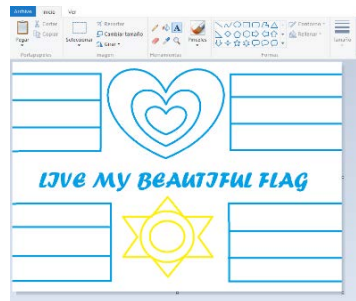 Archivo Inicio Ver
Pegar
Cortar
Copiar
Seleccionar
Recortar
Cambiar tamaño
Girar
Pinceles
Contorno
Rellenar
Tamaño
Portapapeles Imagen Herramientas Formas
LIVE MY BEAUTIFUL FLAG